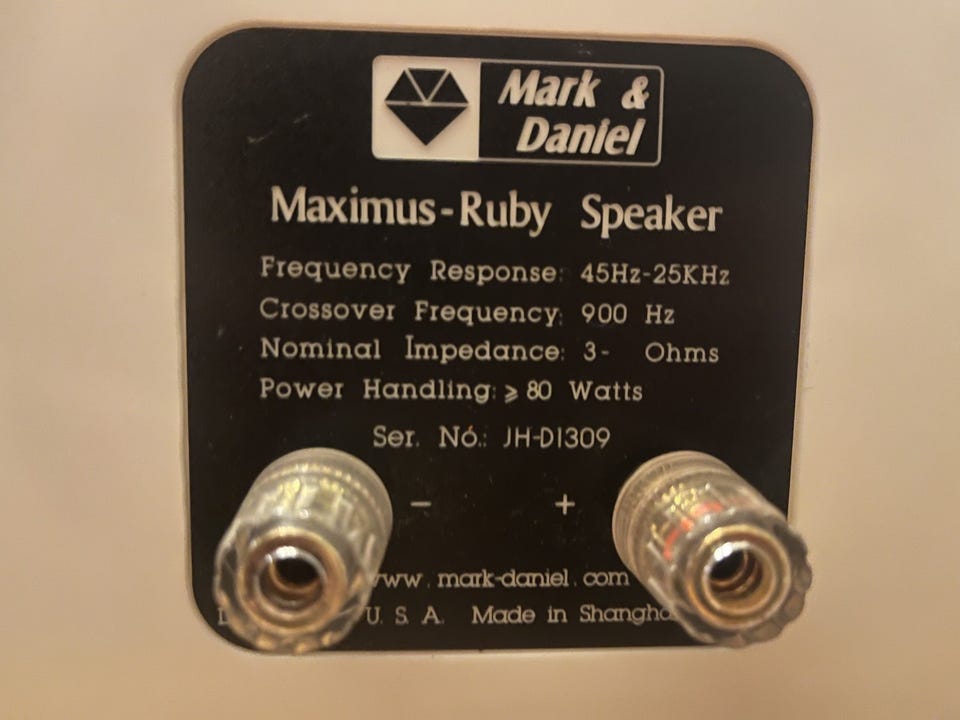 Mark &
Daniel
Maximus-Ruby Speaker
Frequency Response: 45Hz-25KHz
Crossover Frequency: 900 Hz
Nominal Impedance: 3- Ohms
Power Handling: ⩾ 80 Watts
Ser. Nó.: JH-D1309
- +
www.mark-daniel.com
U. S. A. Made in